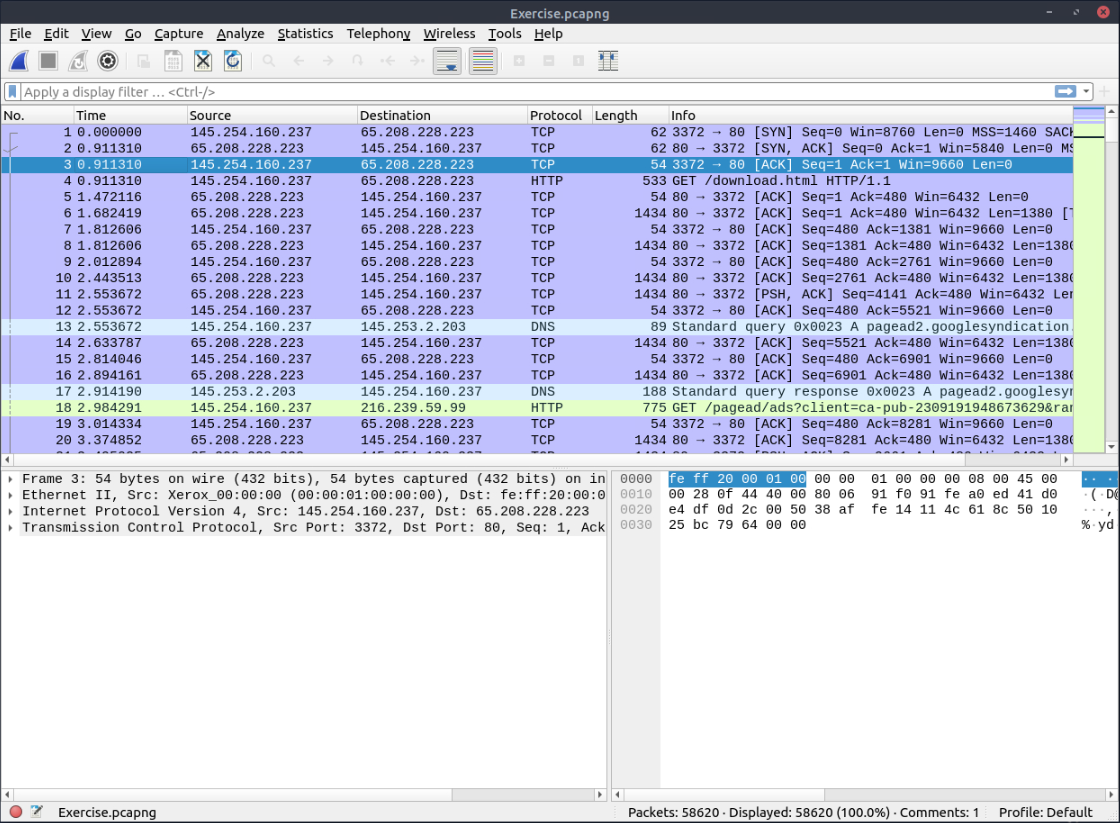 Exercise.pcapng
File Edit View Go Capture Analyze Statistics Telephony Wireless Tools Help
Apply a display filter … <Ctrl-/>
No. Time Source Destination Protocol Length Info
1 0.000000 145.254.160.237 65.208.228.223 TCP 62 3372 → 80 [SYN] Seq=0 Win=8760 Len=0 MSS=1460 SACK
2 0.911310 65.208.228.223 145.254.160.237 TCP 62 80 → 3372 [SYN, ACK] Seq=0 Ack=1 Win=5840 Len=0 MS
3 0.911310 145.254.160.237 65.208.228.223 TCP 54 3372 → 80 [ACK] Seq=1 Ack=1 Win=9660 Len=0
4 0.911310 145.254.160.237 65.208.228.223 HTTP 533 GET /download.html HTTP/1.1
5 1.472116 65.208.228.223 145.254.160.237 TCP 54 80 → 3372 [ACK] Seq=1 Ack=480 Win=6432 Len=0
6 1.682419 65.208.228.223 145.254.160.237 TCP 1434 80 → 3372 [ACK] Seq=1 Ack=480 Win=6432 Len=1380 [T
7 1.812606 145.254.160.237 65.208.228.223 TCP 54 3372 → 80 [ACK] Seq=480 Ack=1381 Win=9660 Len=0
8 1.812606 65.208.228.223 145.254.160.237 TCP 1434 80 → 3372 [ACK] Seq=1381 Ack=480 Win=6432 Len=1380
9 2.012894 145.254.160.237 65.208.228.223 TCP 54 3372 → 80 [ACK] Seq=480 Ack=2761 Win=9660 Len=0
10 2.443513 65.208.228.223 145.254.160.237 TCP 1434 80 → 3372 [ACK] Seq=2761 Ack=480 Win=6432 Len=1380
11 2.553672 65.208.228.223 145.254.160.237 TCP 1434 80 → 3372 [PSH, ACK] Seq=4141 Ack=480 Win=6432 Len
12 2.553672 145.254.160.237 65.208.228.223 TCP 54 3372 → 80 [ACK] Seq=480 Ack=5521 Win=9660 Len=0
13 2.553672 145.254.160.237 145.253.2.203 DNS 89 Standard query 0x0023 A pagead2.googlesyndication.
14 2.633787 65.208.228.223 145.254.160.237 TCP 1434 80 → 3372 [ACK] Seq=5521 Ack=480 Win=6432 Len=1380
15 2.814046 145.254.160.237 65.208.228.223 TCP 54 3372 → 80 [ACK] Seq=480 Ack=6901 Win=9660 Len=0
16 2.894161 65.208.228.223 145.254.160.237 TCP 1434 80 → 3372 [ACK] Seq=6901 Ack=480 Win=6432 Len=1380
17 2.914190 145.253.2.203 145.254.160.237 DNS 188 Standard query response 0x0023 A pagead2.googlesyn
18 2.984291 145.254.160.237 216.239.59.99 HTTP 775 GET /pagead/ads?client=ca-pub-2309191948673629&ran
19 3.014334 145.254.160.237 65.208.228.223 TCP 54 3372 → 80 [ACK] Seq=480 Ack=8281 Win=9660 Len=0
20 3.374852 65.208.228.223 145.254.160.237 TCP 1434 80 → 3372 [ACK] Seq=8281 Ack=480 Win=6432 Len=1380
Frame 3: 54 bytes on wire (432 bits), 54 bytes captured (432 bits) on in
Ethernet II, Src: Xerox_00:00:00 (00:00:01:00:00:00), Dst: fe:ff:20:00:0
Internet Protocol Version 4, Src: 145.254.160.237, Dst: 65.208.228.223
Transmission Control Protocol, Src Port: 3372, Dst Port: 80, Seq: 1, Ack
0000 fe ff 20 00 01 00 00 00 01 00 00 00 08 00 45 00 ·· ·
0010 00 28 0f 44 40 00 80 06 91 f0 91 fe a0 ed 41 d0 ·(·D@
0020 e4 df 0d 2c 00 50 38 af fe 14 11 4c 61 8c 50 10 ···,
0030 25 bc 79 64 00 00 %·yd
Exercise.pcapng Packets: 58620 · Displayed: 58620 (100.0%) · Comments: 1 Profile: Default